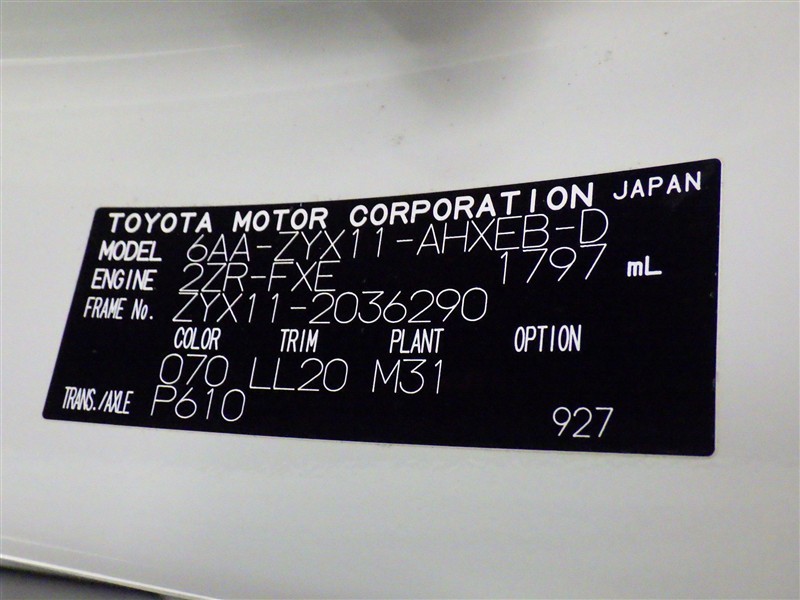 TOYOTA MOTOR CORPORATION JAPAN
MODEL 6AA-ZYX11-AHXEB-D
ENGINE 2ZR-FXE 1797 mL
FRAME No. ZYX11-2036290
COLOR TRIM PLANT OPTION
070 LL20 M31
TRANS./AXLE P610 927